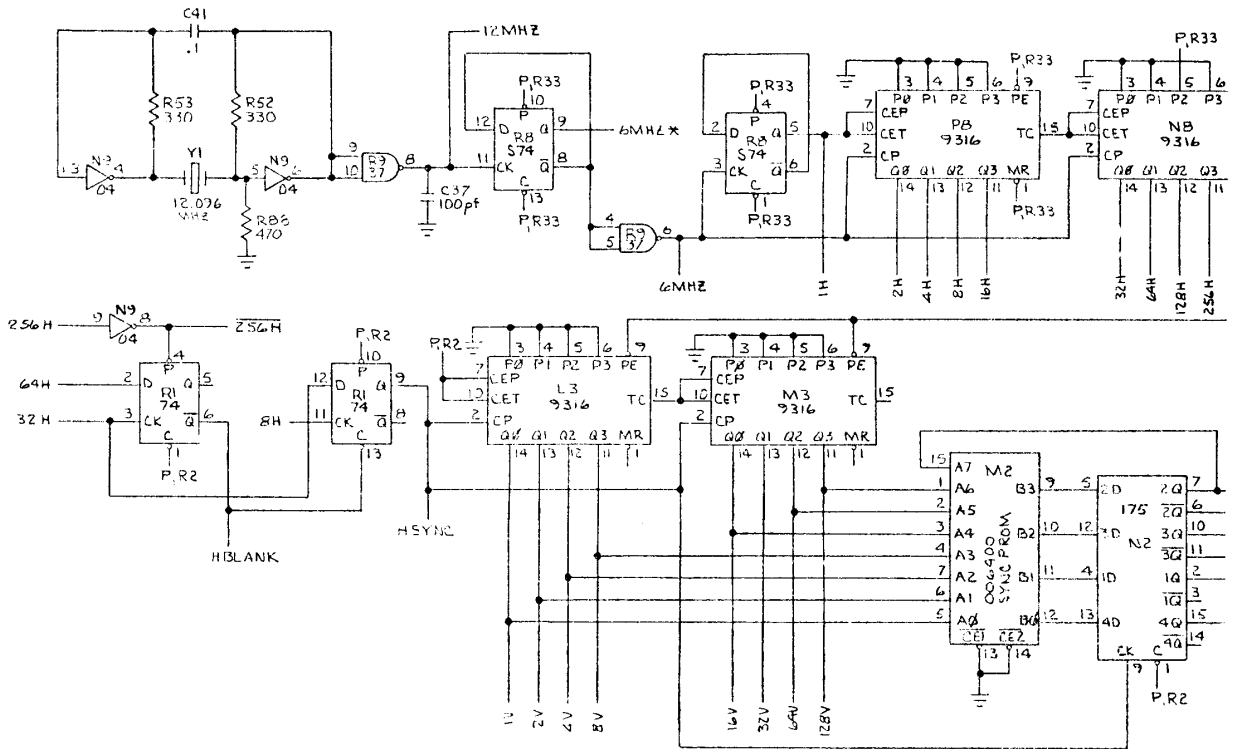 C41
.1
R53
330
R52
330
13 N9 4
04
Y1
12.096
MHZ
5 N9 6
04
R88
470
9
10
R9
37
8
C37
100pf
12MHZ
P,R33
10
P
12 D Q 9
R8
S74
11 CK Q 8
C
13
P,R33
6MHZ*
4
5
R9
37
6
6MHZ
P,R33
4
P
2 D Q 5
R8
S74
3 CK Q 6
C
1
P,R33
1H
P,R33
3 4 5 6 9
P0 P1 P2 P3 PE
7 CEP
10 CET
2 CP
P8
9316
TC 15
Q0 Q1 Q2 Q3 MR
14 13 12 11 1
P,R33
2H
4H
8H
16H
P,R33
3 4 5 6
P0 P1 P2 P3
7 CEP
10 CET
2 CP
N8
9316
Q0 Q1 Q2 Q3
14 13 12 11
32H
64H
128H
256H
256H
9 N9 8
04
256H
4
P
64H
2 D Q 5
R1
74
32H
3 CK Q 6
C
1
P,R2
HBLANK
P,R2
10
P
12 D Q 9
R1
74
8H
11 CK Q 8
C
13
HSYNC
P,R2
3 4 5 6 9
P0 P1 P2 P3 PE
7 CEP
10 CET
2 CP
L3
9316
TC 15
Q0 Q1 Q2 Q3 MR
14 13 12 11 1
1V
2V
4V
8V
3 4 5 6 9
P0 P1 P2 P3 PE
7 CEP
10 CET
2 CP
M3
9316
TC 15
Q0 Q1 Q2 Q3 MR
14 13 12 11 1
16V
32V
64V
128V
M2
006400
SYNC PROM
15 A7
1 A6
2 A5
3 A4
4 A3
7 A2
6 A1
5 A0
B3 9
B2 10
B1 11
B0 12
CE1 CE2
13 14
175
N2
5 2D 2Q 7
2Q 6
12 3D 3Q 10
3Q 11
4 1D 1Q 2
1Q 3
13 4D 4Q 15
4Q 14
CK C
9 1
P,R2